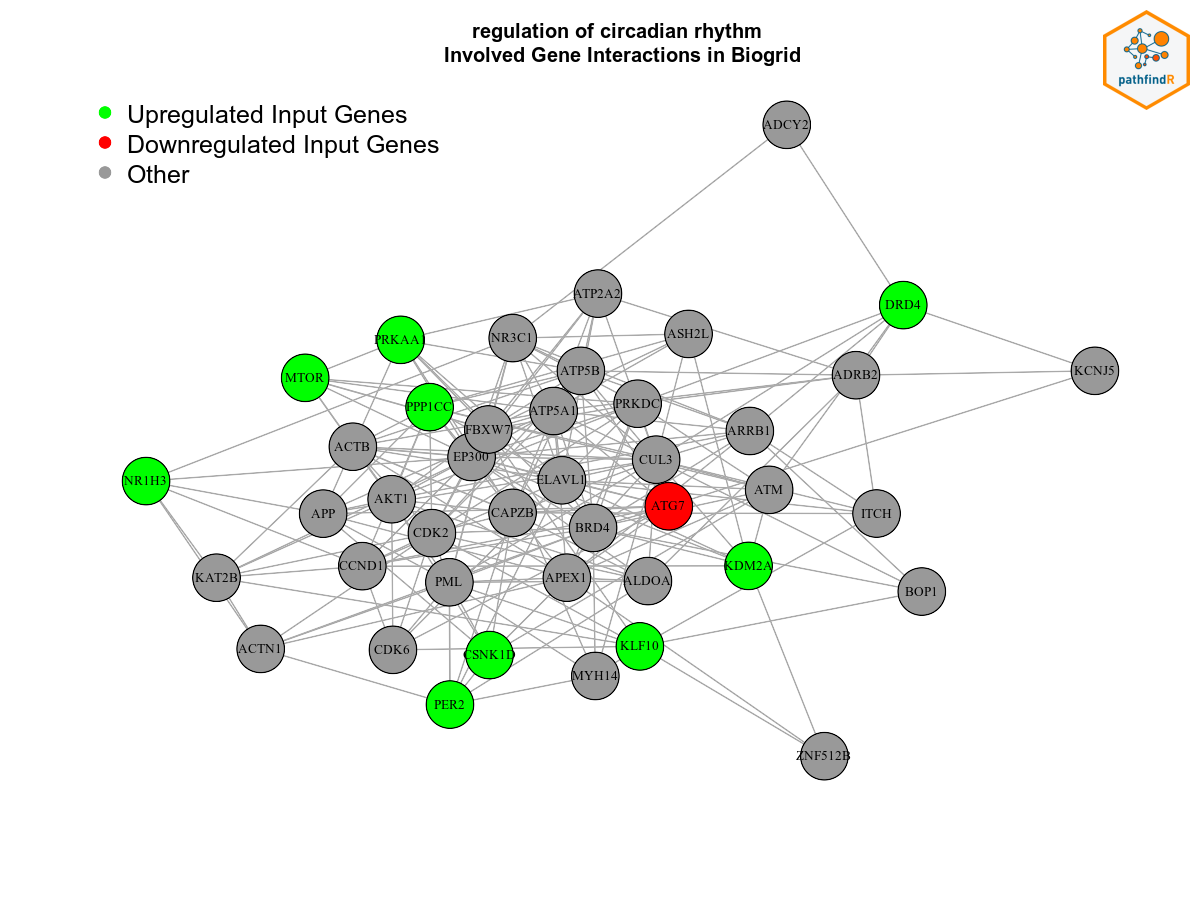 regulation of circadian rhythm
Involved Gene Interactions in Biogrid
pathfindR
Upregulated Input Genes
Downregulated Input Genes
Other
ADCY2
ATP2A2
DRD4
PRKAA1
NR3C1
ASH2L
MTOR
ATP5B
ADRB2
KCNJ5
PPP1CC
ATP5A1
PRKDC
FBXW7
ARRB1
ACTB
EP300
CUL3
NR1H3
ELAVL1
ATM
AKT1
ATG7
APP
CAPZB
ITCH
CDK2
BRD4
CCND1
KDM2A
KAT2B
PML
APEX1
ALDOA
BOP1
ACTN1
CDK6
CSNK1D
KLF10
MYH14
PER2
ZNF512B